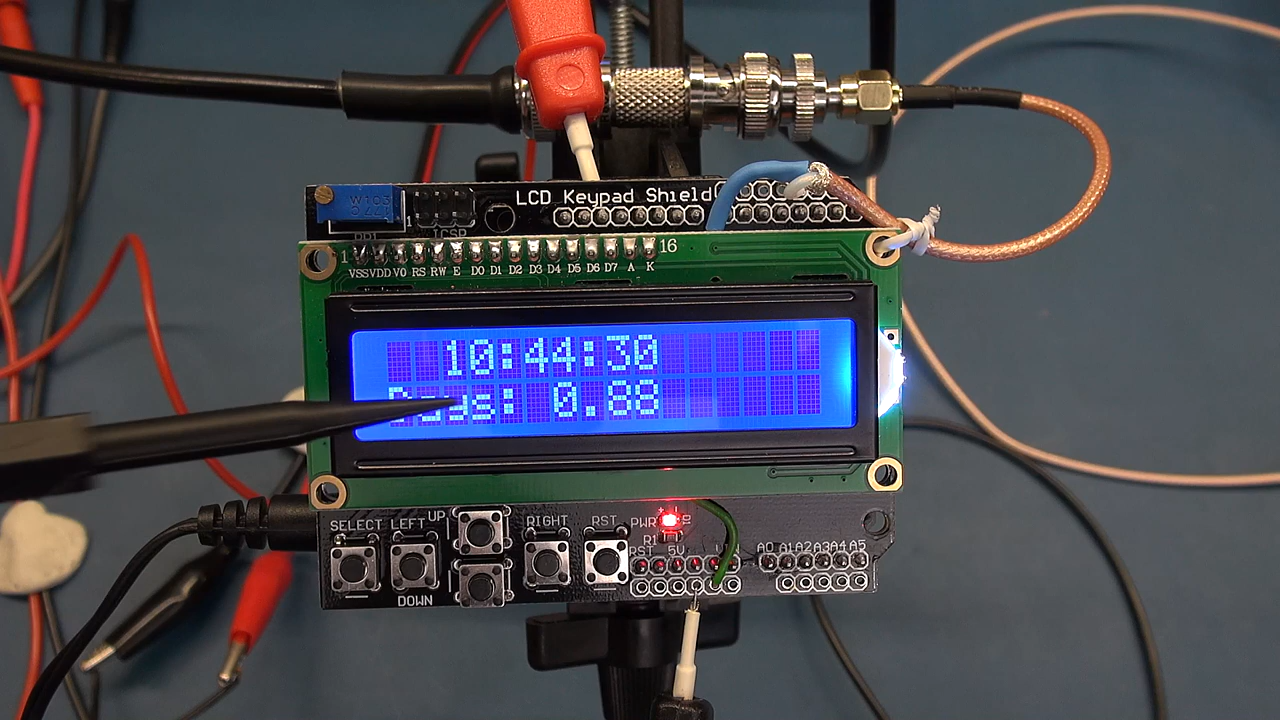 LCD Keypad Shield
W103
ICSP
1
16
VSS VDD V0 RS RW E D0 D1 D2 D3 D4 D5 D6 D7 A K
10:44:30
Days: 0.88
SELECT LEFT UP RIGHT RST
DOWN
PWR
R1
RST 5V
A0 A1 A2 A3 A4 A5